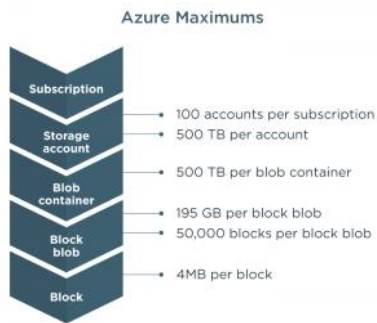 Azure Maximums
Subscription
100 accounts per subscription
Storage
account
500 TB per account
500 TB per blob container
Blob
container
195 GB per block blob
50,000 blocks per block blob
Block
blob
4MB per block
Block